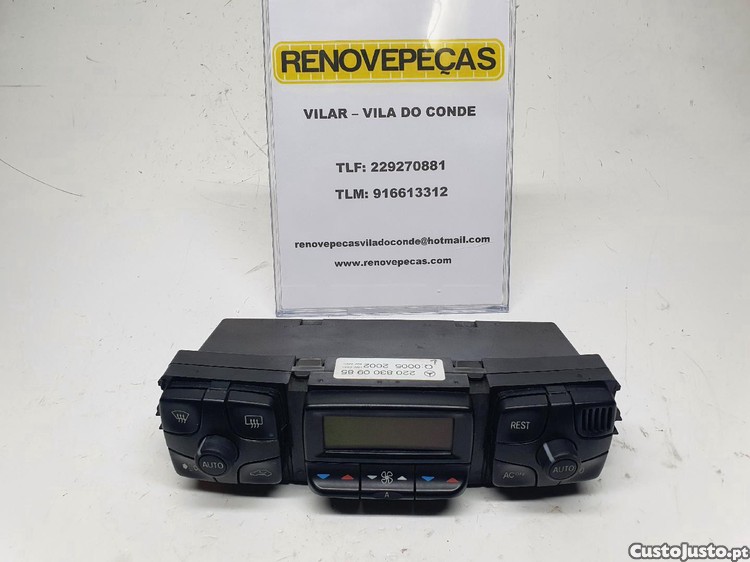 RENOVEPEÇAS
VILAR – VILA DO CONDE
TLF: 229270881
TLM: 916613312
renovepecasviladoconde@hotmail.com
www.renovepecas.com
220 830 09 85
Q 0005 2002
REST
AUTO
AC
AUTO
A
CustoJusto.pt